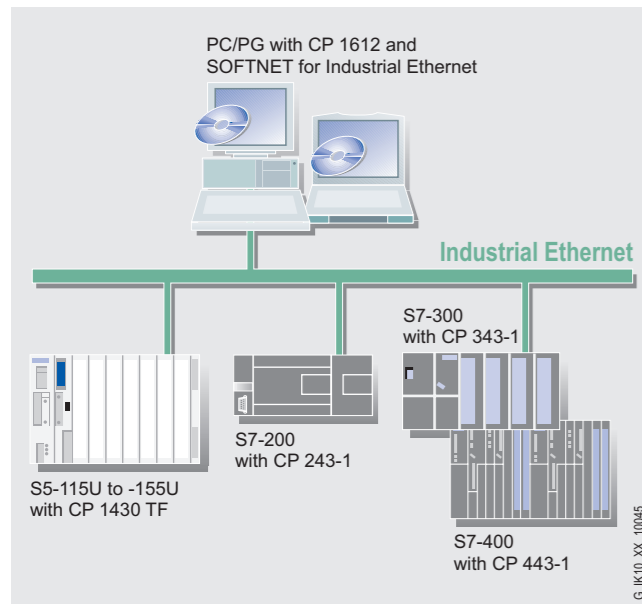 PC/PG with CP 1612 and
SOFTNET for Industrial Ethernet
Industrial Ethernet
S7-300
with CP 343-1
S7-200
with CP 243-1
S5-115U to -155U
with CP 1430 TF
S7-400
with CP 443-1
G_IK10_XX_10045